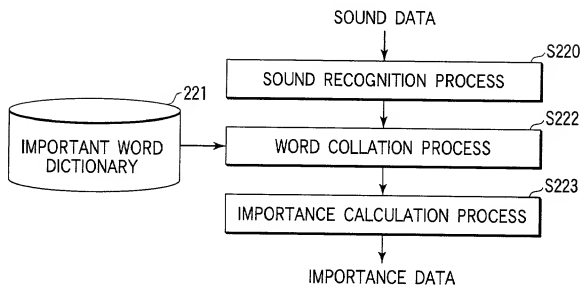 SOUND DATA
S220
SOUND RECOGNITION PROCESS
221
S222
IMPORTANT WORD
DICTIONARY
WORD COLLATION PROCESS
S223
IMPORTANCE CALCULATION PROCESS
IMPORTANCE DATA